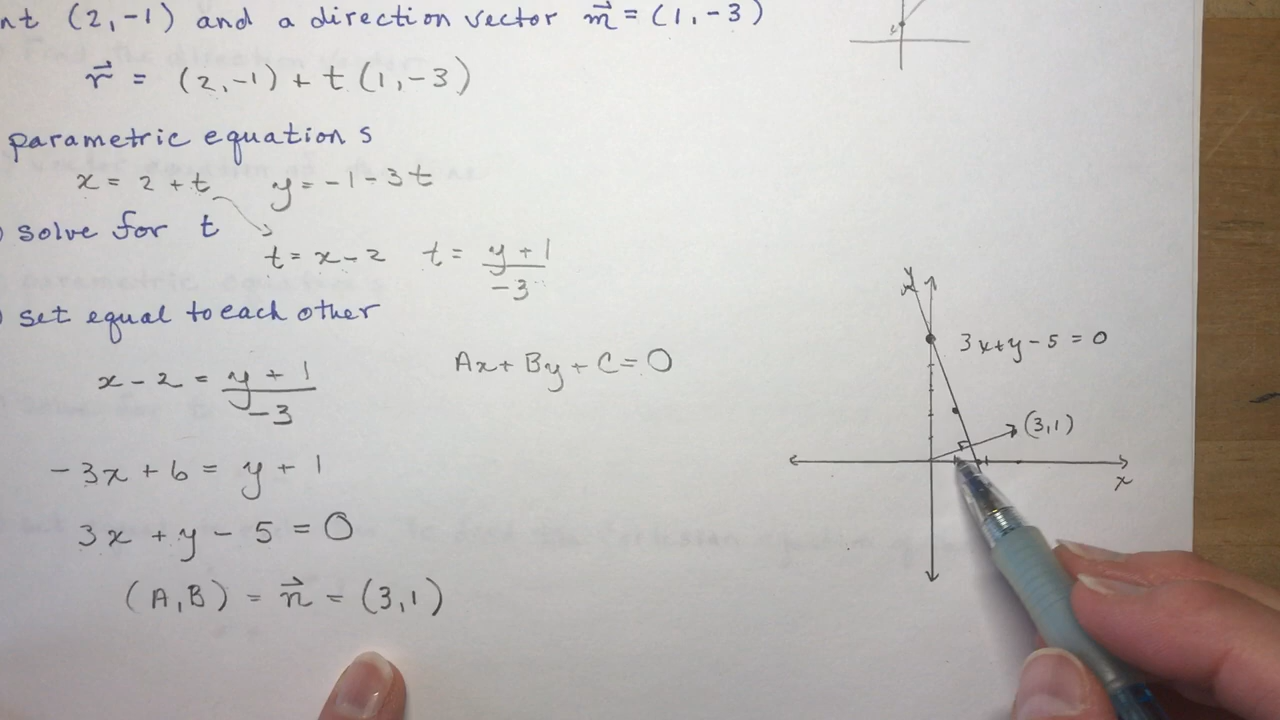 (2,-1) and a direction vector m⃗ = (1,-3)
r⃗ = (2,-1) + t(1,-3)
parametric equations
x = 2 + t y = -1 - 3t
solve for t
t = x - 2 t = (y + 1)/-3
set equal to each other
x - 2 = (y + 1)/-3
Ax + By + C = 0
-3x + 6 = y + 1
3x + y - 5 = 0
(A,B) = n⃗ = (3,1)
y
3x+y-5 = 0
(3,1)
x